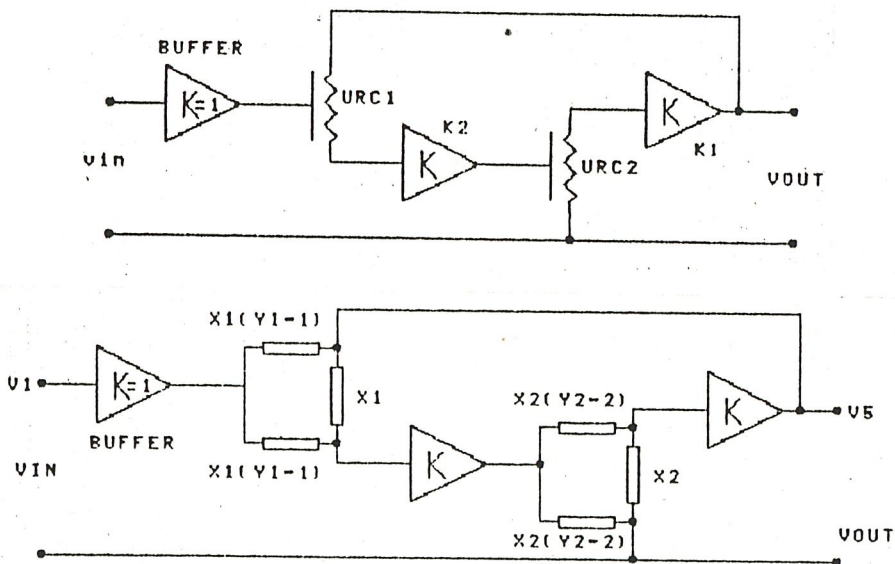 BUFFER
K=1
URC1
K2
K
URC2
K
K1
Vin
VOUT
X1(Y1-1)
V1
K=1
X1
BUFFER
X1(Y1-1)
K
X2(Y2-2)
K
V5
X2
VIN
X2(Y2-2)
VOUT